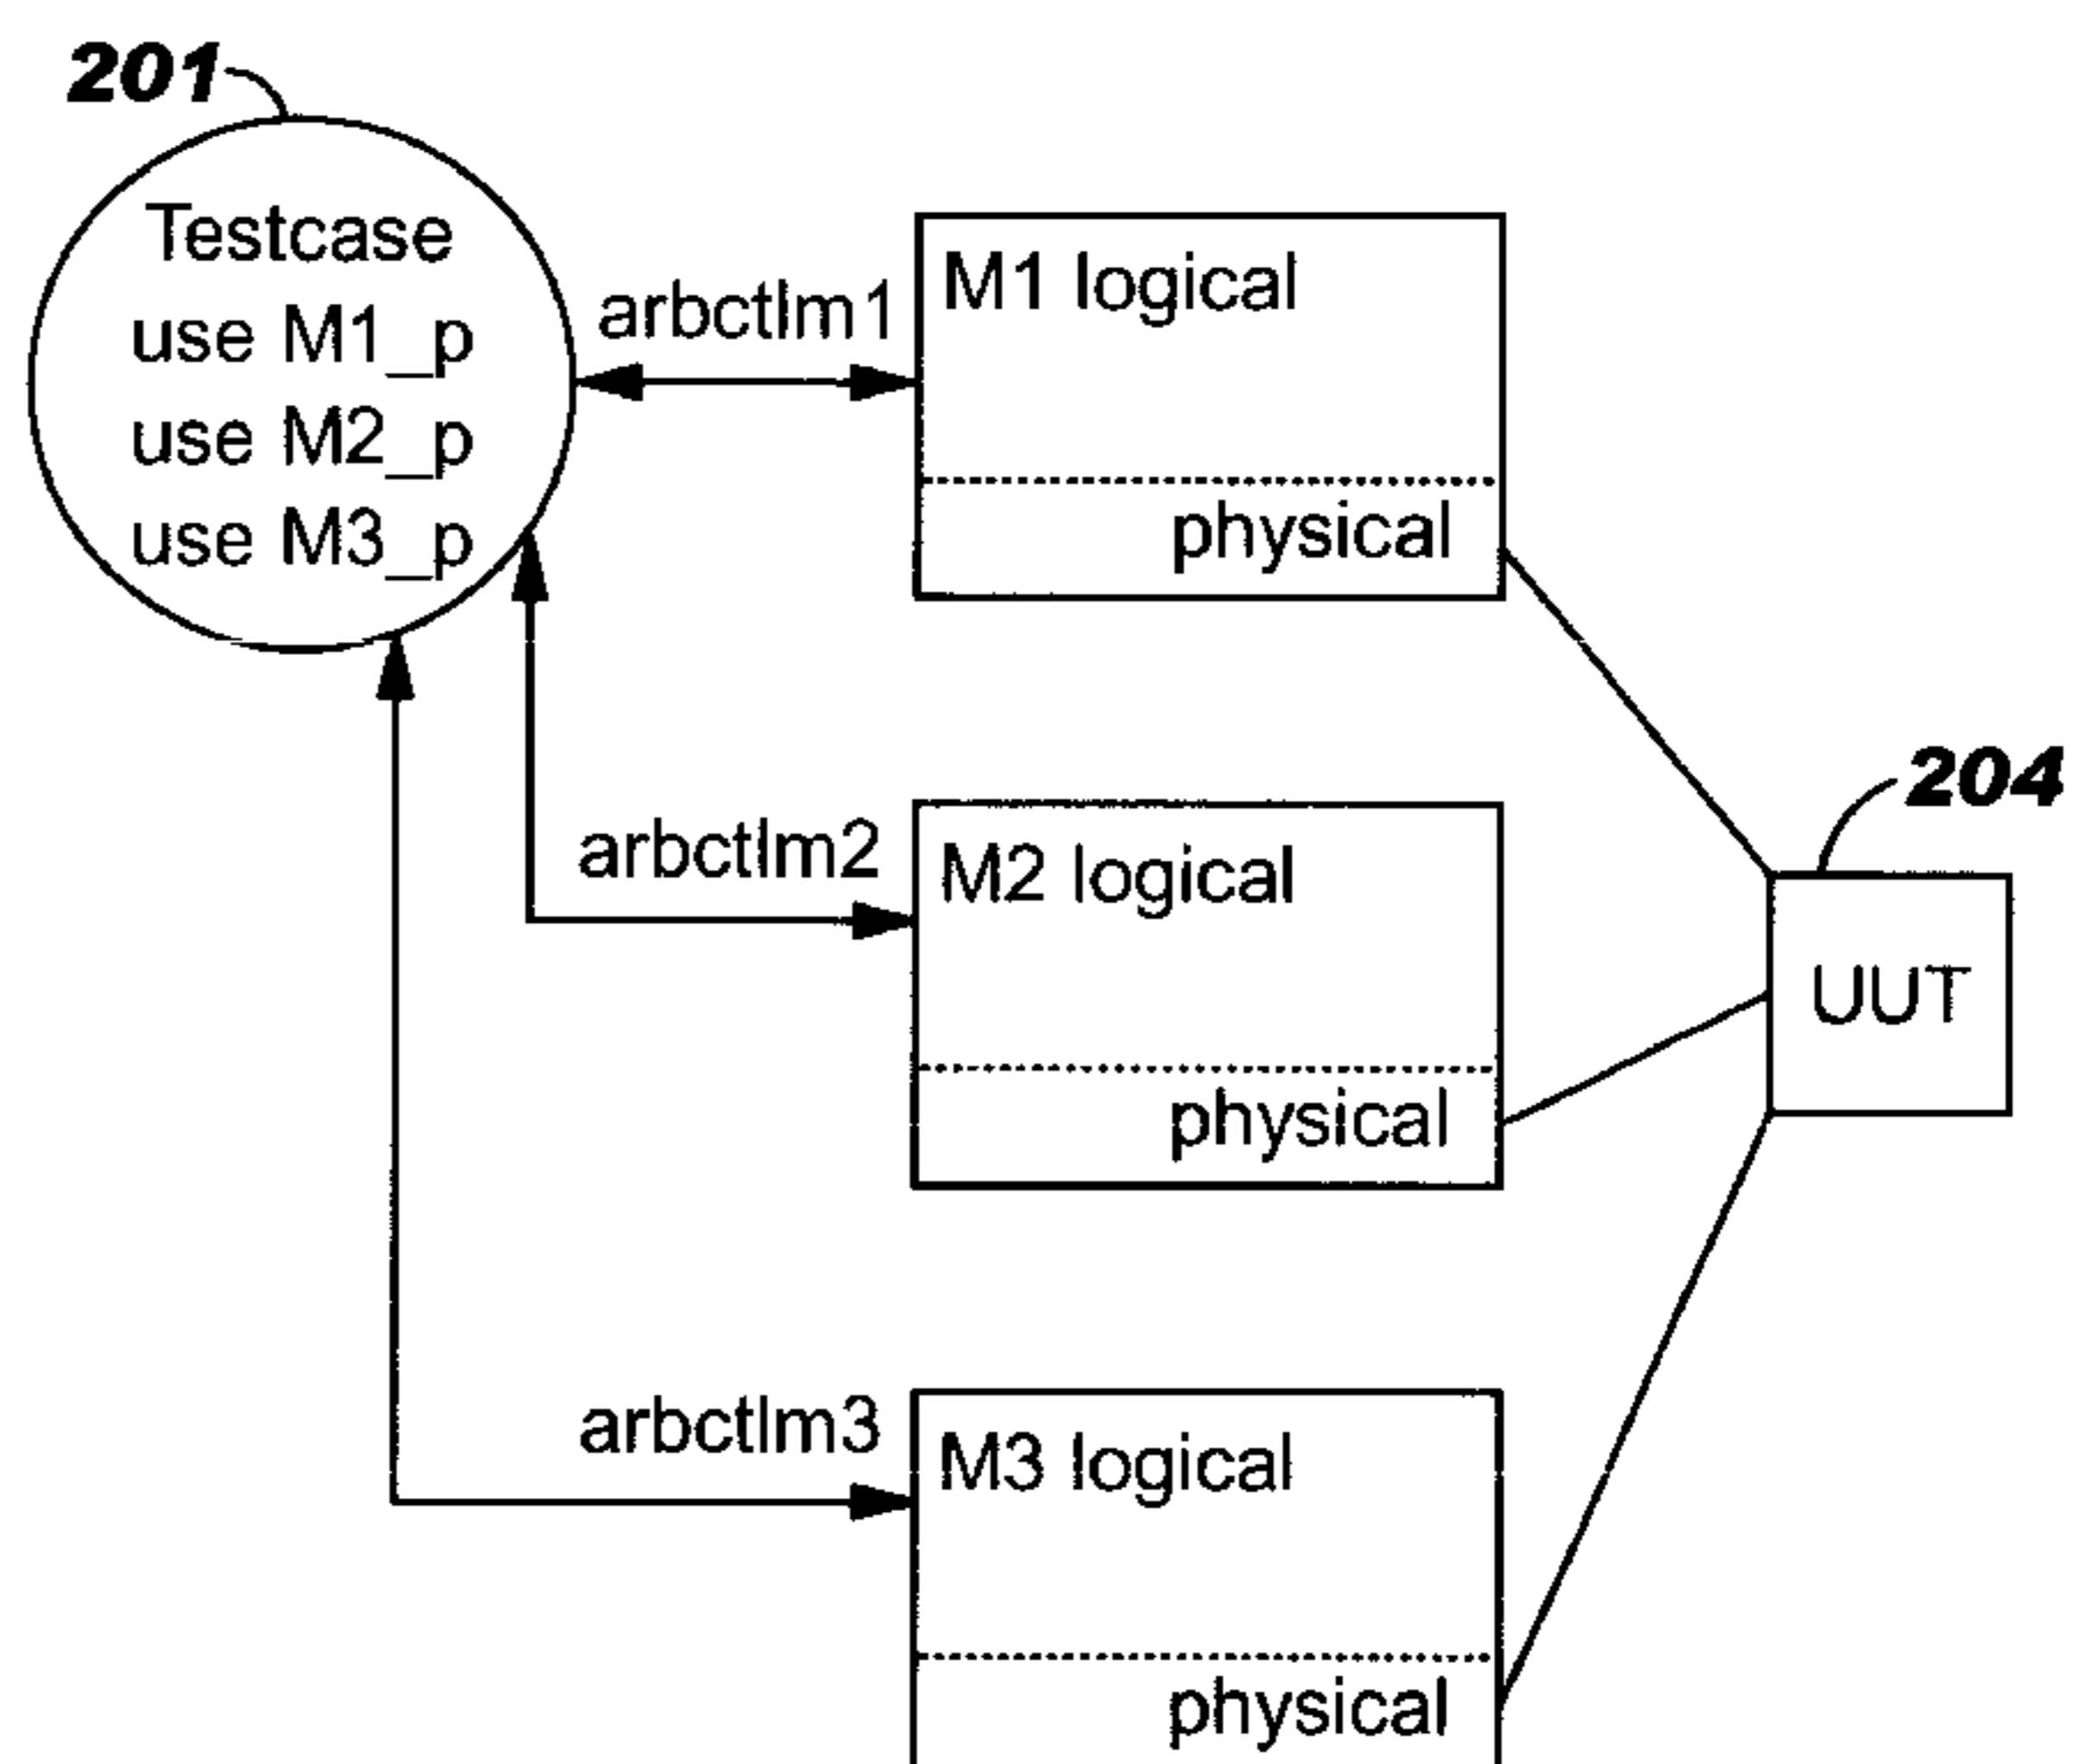 201
Testcase
use M1_p
use M2_p
use M3_p
arbctlm1
M1 logical
physical
arbctlm2
M2 logical
physical
204
UUT
arbctlm3
M3 logical
physical